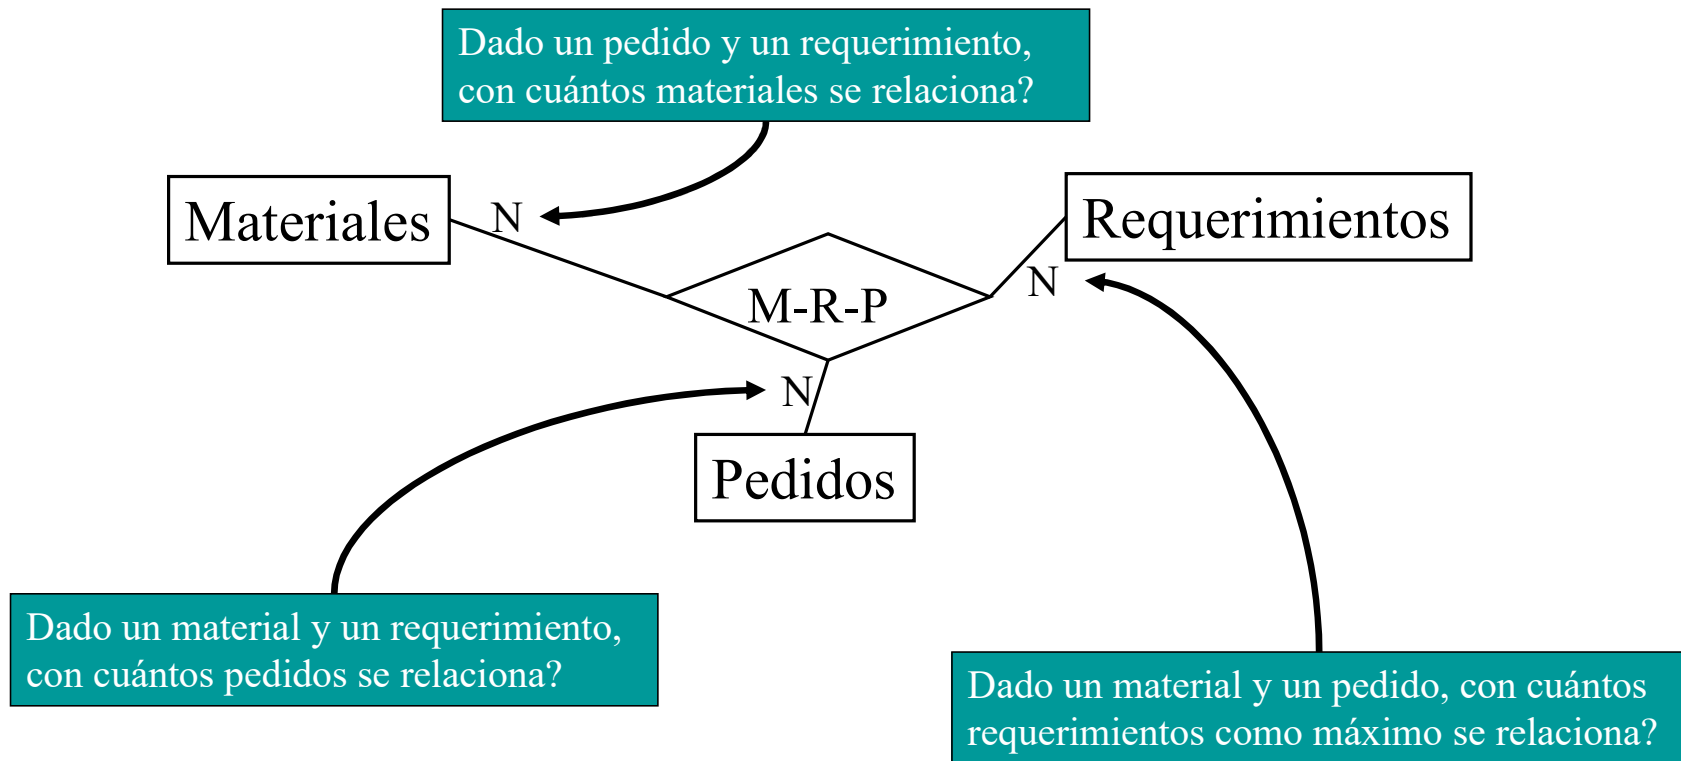 Dado un pedido y un requerimiento,
con cuántos materiales se relaciona?
Materiales
N
Requerimientos
N
M-R-P
N
Pedidos
Dado un material y un requerimiento,
con cuántos pedidos se relaciona?
Dado un material y un pedido, con cuántos
requerimientos como máximo se relaciona?